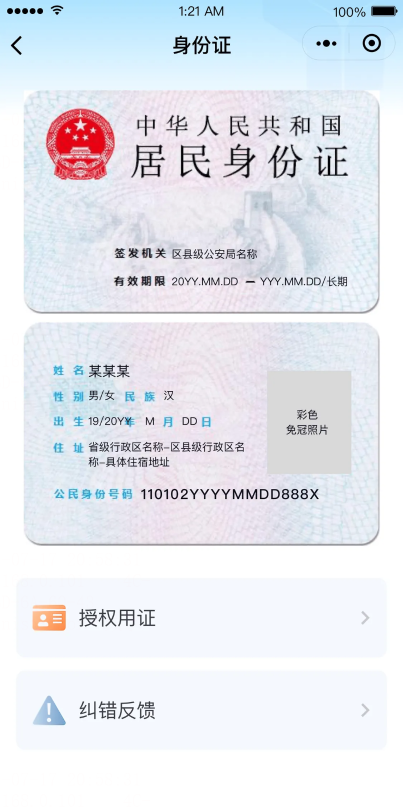 1:21 AM
100%
身份证
中华人民共和国
居民身份证
签发机关 区县级公安局名称
有效期限 20YY.MM.DD — YYY.MM.DD/长期
姓名 某某某
性别 男/女 民族 汉
出生 19/20YY年 M 月 DD日
住址 省级行政区名称-区县级行政区名
称-具体住宿地址
彩色
免冠照片
公民身份号码 110102YYYYMMDD888X
授权用证
纠错反馈